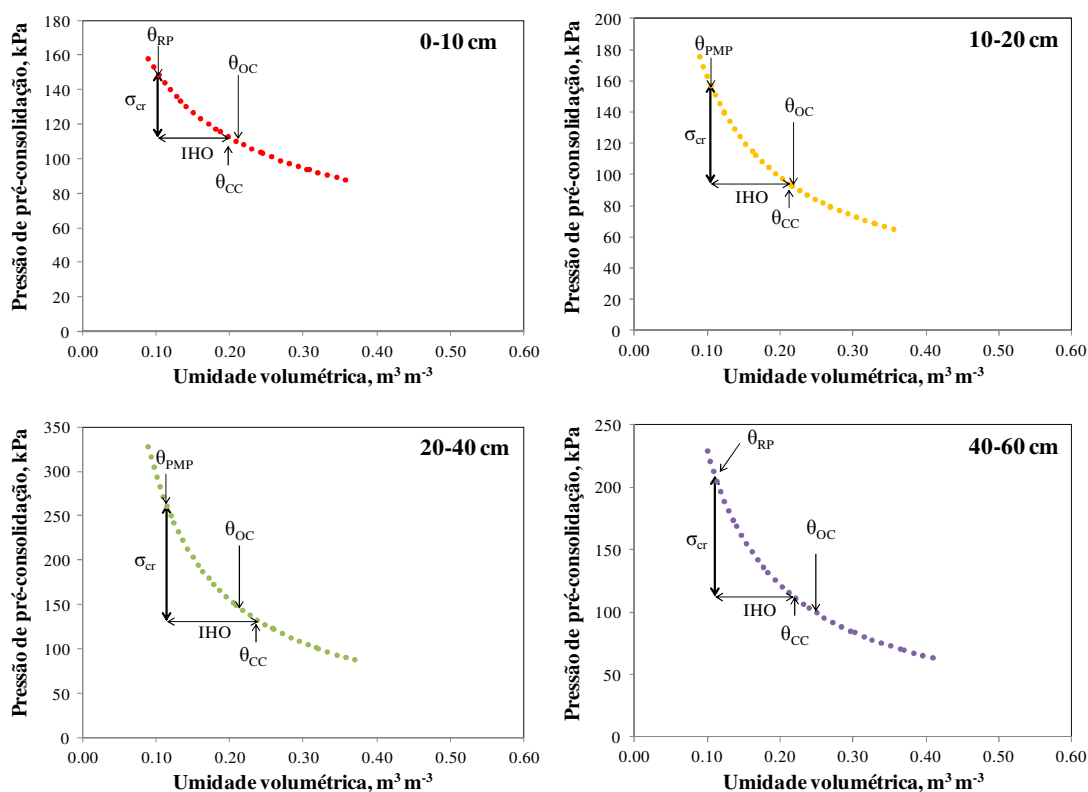 Pressão de pré-consolidação, kPa
180
160
140
120
100
80
60
40
20
0
0-10 cm
θRP
θOC
σcr
IHO
θCC
0.00 0.10 0.20 0.30 0.40 0.50 0.60
Umidade volumétrica, m³ m⁻³
Pressão de pré-consolidação, kPa
200
180
160
140
120
100
80
60
40
20
0
10-20 cm
θPMP
θOC
σcr
IHO
θCC
0.00 0.10 0.20 0.30 0.40 0.50 0.60
Umidade volumétrica, m³ m⁻³
Pressão de pré-consolidação, kPa
350
300
250
200
150
100
50
0
20-40 cm
θPMP
θOC
σcr
IHO
θCC
0.00 0.10 0.20 0.30 0.40 0.50 0.60
Umidade volumétrica, m³ m⁻³
Pressão de pré-consolidação, kPa
250
200
150
100
50
0
40-60 cm
θRP
θOC
σcr
IHO
θCC
0.00 0.10 0.20 0.30 0.40 0.50 0.60
Umidade volumétrica, m³ m⁻³